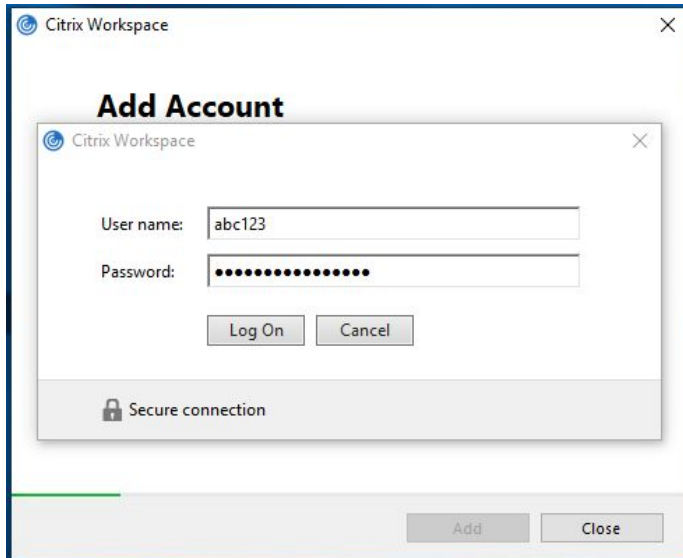 Citrix Workspace
Add Account
Citrix Workspace
User name: abc123
Password: ●●●●●●●●●●●●●●●●
Log On Cancel
Secure connection
Add Close